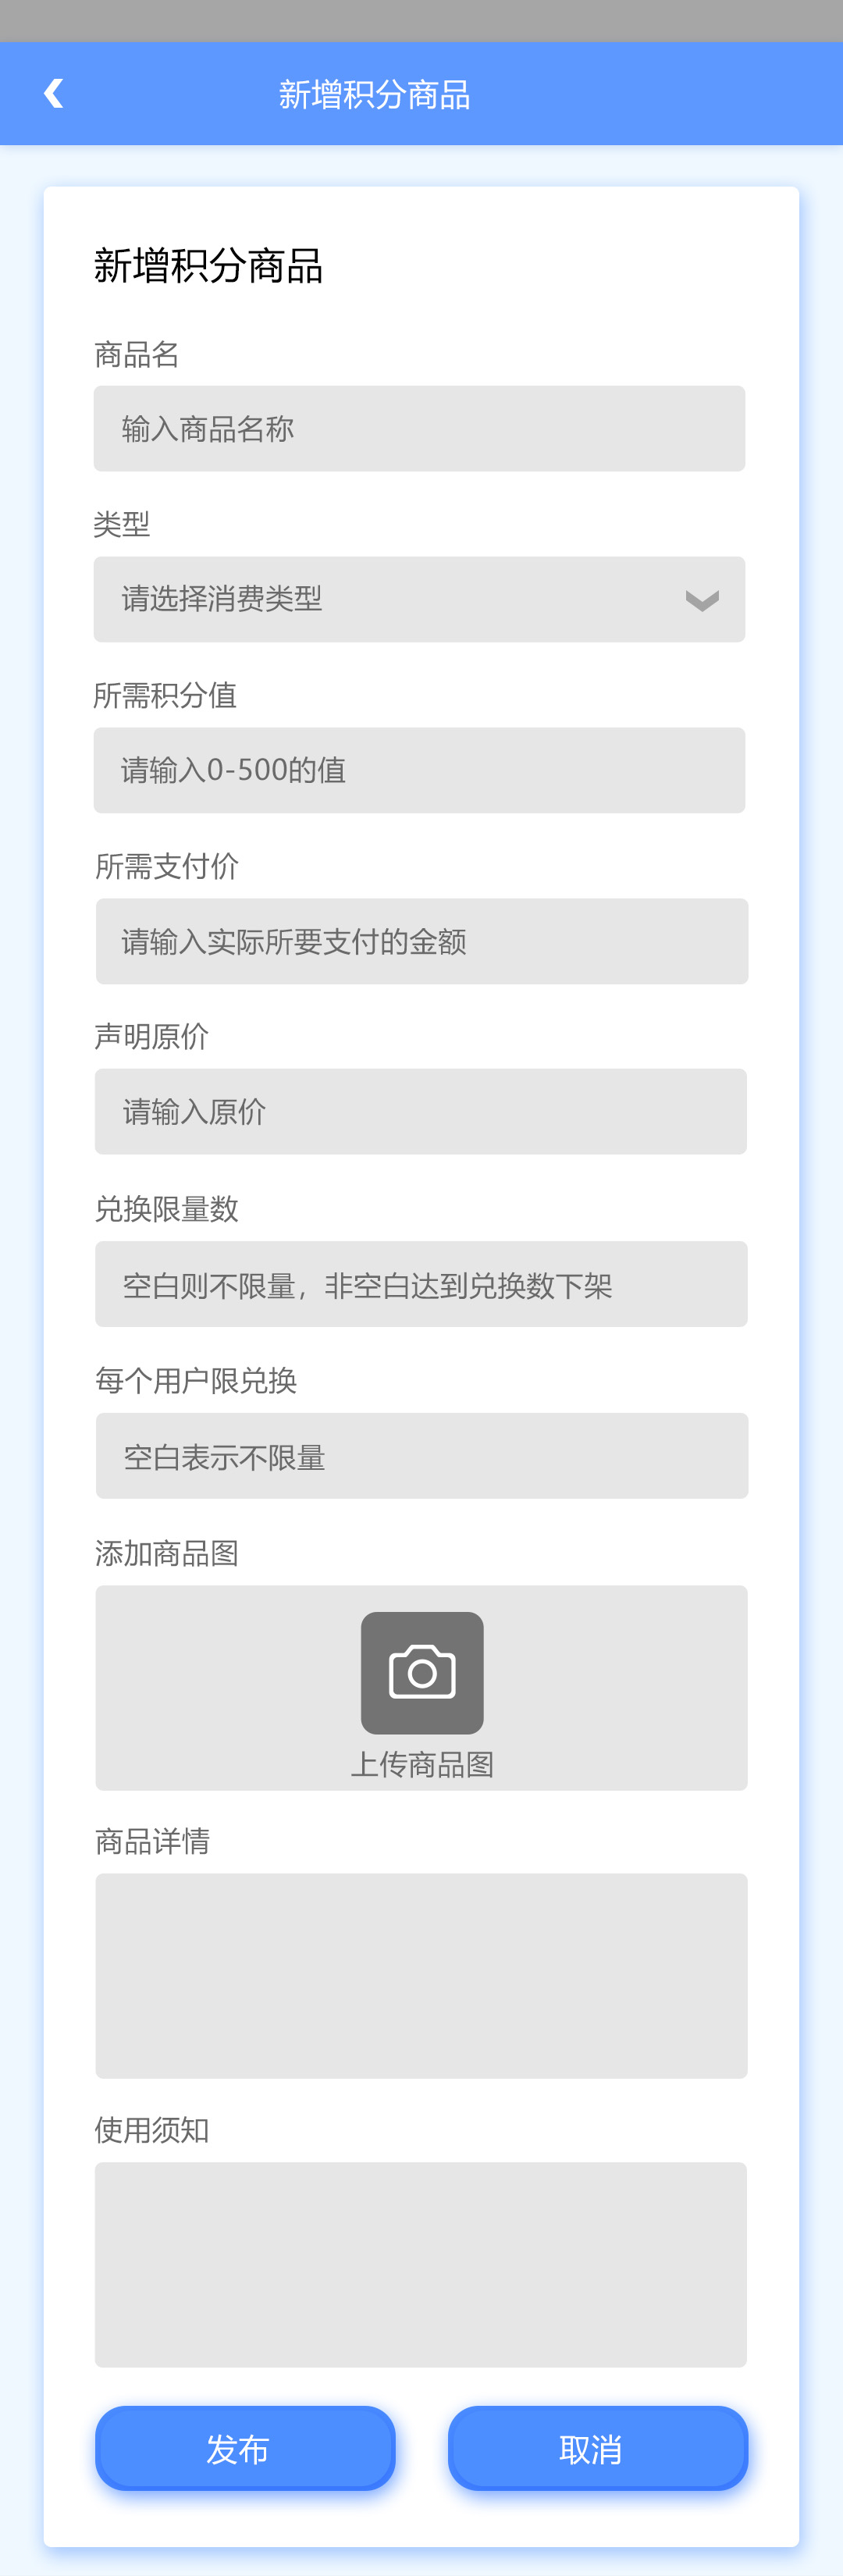 新增积分商品
新增积分商品
商品名
输入商品名称
类型
请选择消费类型
所需积分值
请输入0-500的值
所需支付价
请输入实际所要支付的金额
声明原价
请输入原价
兑换限量数
空白则不限量，非空白达到兑换数下架
每个用户限兑换
空白表示不限量
添加商品图
上传商品图
商品详情
使用须知
发布
取消